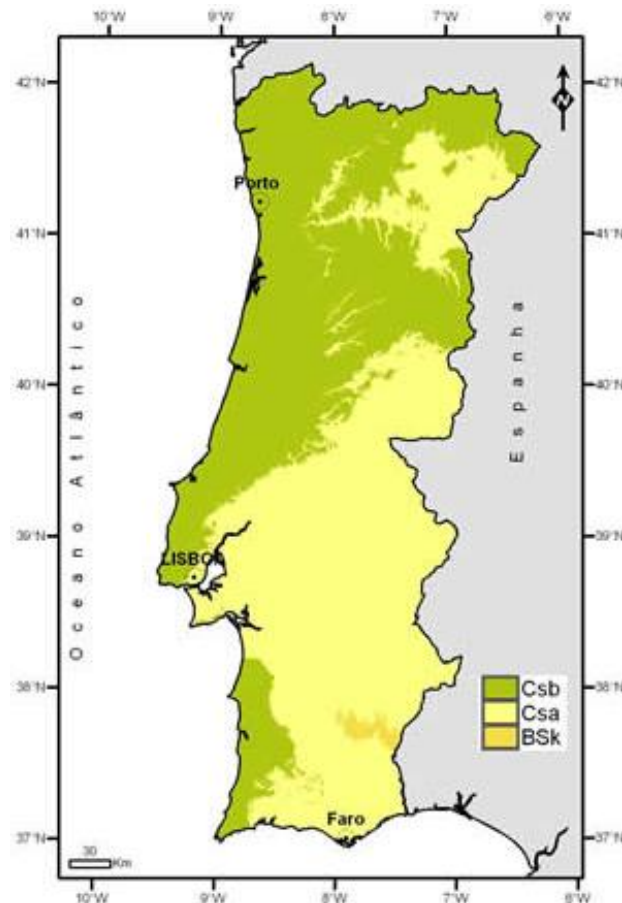 10°W 9°W 8°W 7°W 6°W
42°N 42°N
N
Porto
41°N 41°N
Oceano Atlântico
Espanha
40°N 40°N
39°N 39°N
LISBOA
38°N 38°N
Csb
Csa
BSk
Faro
37°N 37°N
30
Km
10°W 9°W 8°W 7°W 6°W